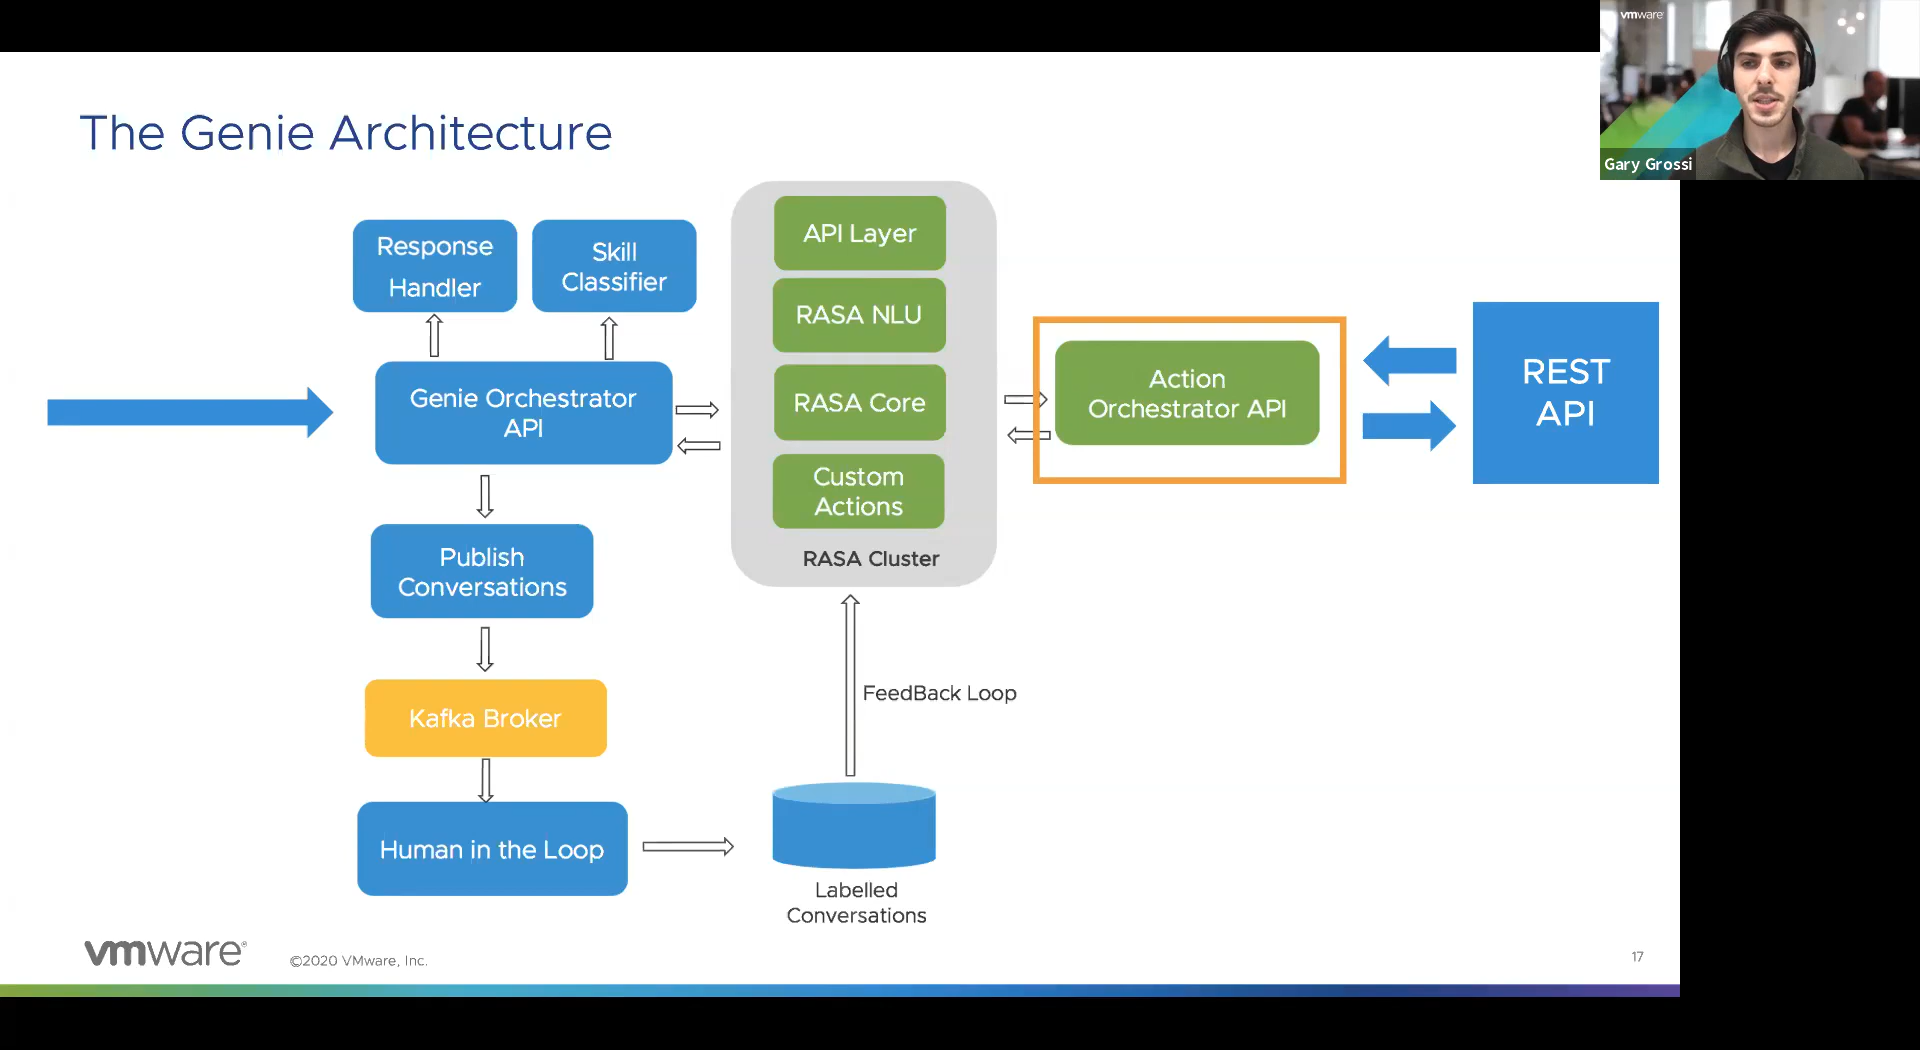 vmware
Gary Grossi
The Genie Architecture
Response
Handler
Skill
Classifier
Genie Orchestrator
API
Publish
Conversations
Kafka Broker
Human in the Loop
API Layer
RASA NLU
RASA Core
Custom
Actions
RASA Cluster
FeedBack Loop
Labelled
Conversations
Action
Orchestrator API
REST
API
vmware®
©2020 VMware, Inc.
17